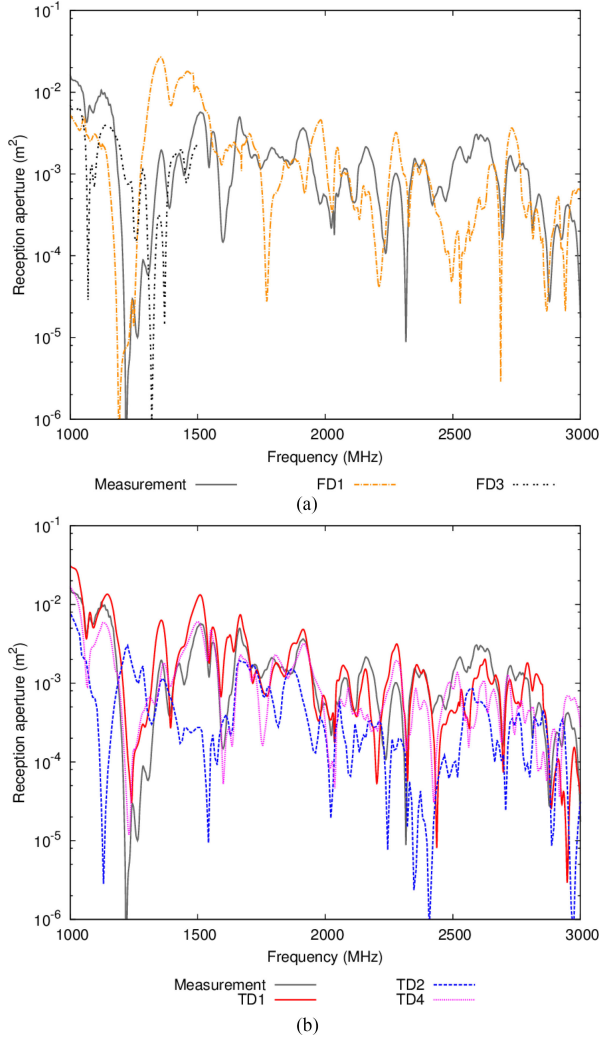 10-1
10-2
10-3
10-4
10-5
10-6
Reception aperture (m2)
1000 1500 2000 2500 3000
Frequency (MHz)
Measurement FD1 FD3
(a)
10-1
10-2
10-3
10-4
10-5
10-6
Reception aperture (m2)
1000 1500 2000 2500 3000
Frequency (MHz)
Measurement TD2
TD1 TD4
(b)